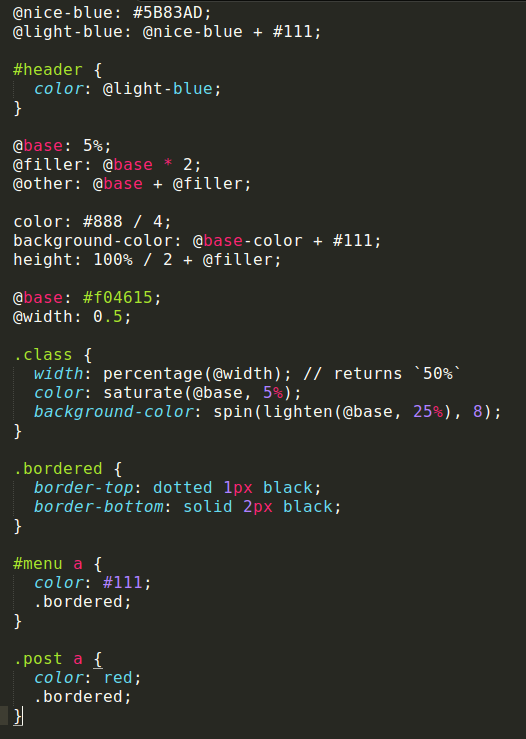 @nice-blue: #5B83AD;
@light-blue: @nice-blue + #111;

#header {
  color: @light-blue;
}

@base: 5%;
@filler: @base * 2;
@other: @base + @filler;

color: #888 / 4;
background-color: @base-color + #111;
height: 100% / 2 + @filler;

@base: #f04615;
@width: 0.5;

.class {
  width: percentage(@width); // returns `50%`
  color: saturate(@base, 5%);
  background-color: spin(lighten(@base, 25%), 8);
}

.bordered {
  border-top: dotted 1px black;
  border-bottom: solid 2px black;
}

#menu a {
  color: #111;
  .bordered;
}

.post a {
  color: red;
  .bordered;
}